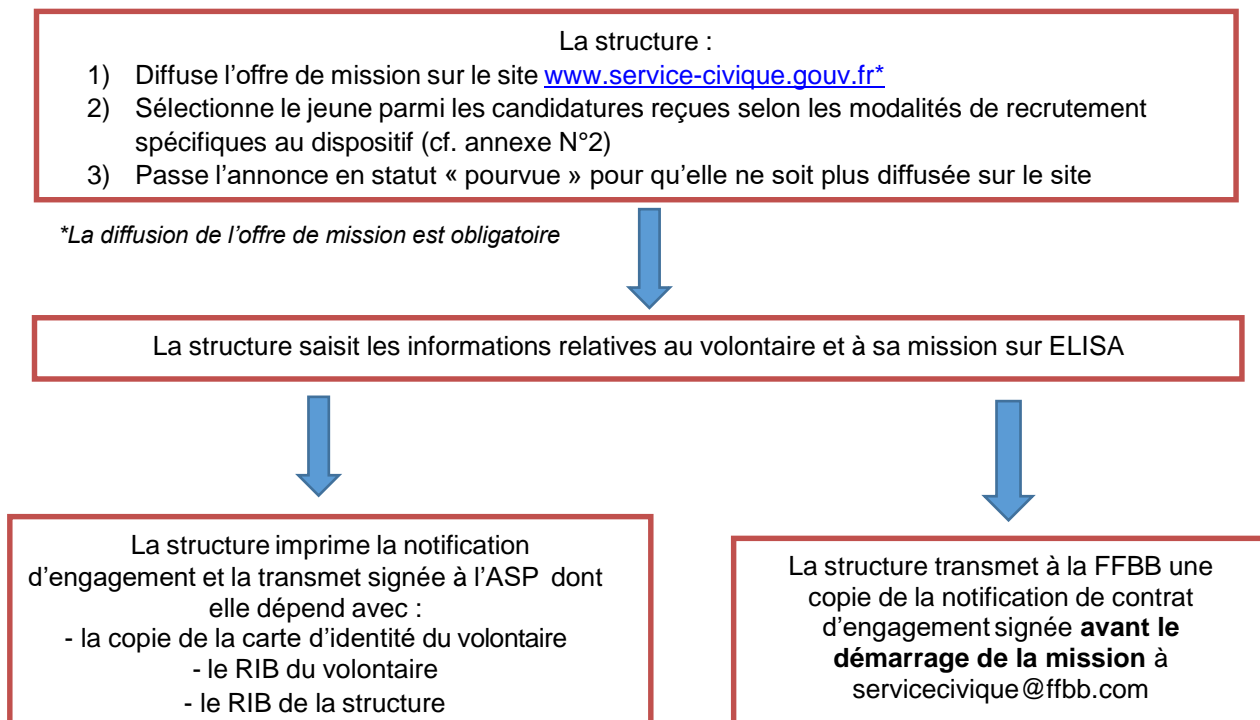 La structure :
1) Diffuse l’offre de mission sur le site www.service-civique.gouv.fr*
2) Sélectionne le jeune parmi les candidatures reçues selon les modalités de recrutement
spécifiques au dispositif (cf. annexe N°2)
3) Passe l’annonce en statut « pourvue » pour qu’elle ne soit plus diffusée sur le site
*La diffusion de l’offre de mission est obligatoire
La structure saisit les informations relatives au volontaire et à sa mission sur ELISA
La structure imprime la notification
d’engagement et la transmet signée à l’ASP dont
elle dépend avec :
- la copie de la carte d’identité du volontaire
- le RIB du volontaire
- le RIB de la structure
La structure transmet à la FFBB une
copie de la notification de contrat
d’engagement signée avant le
démarrage de la mission à
servicecivique@ffbb.com